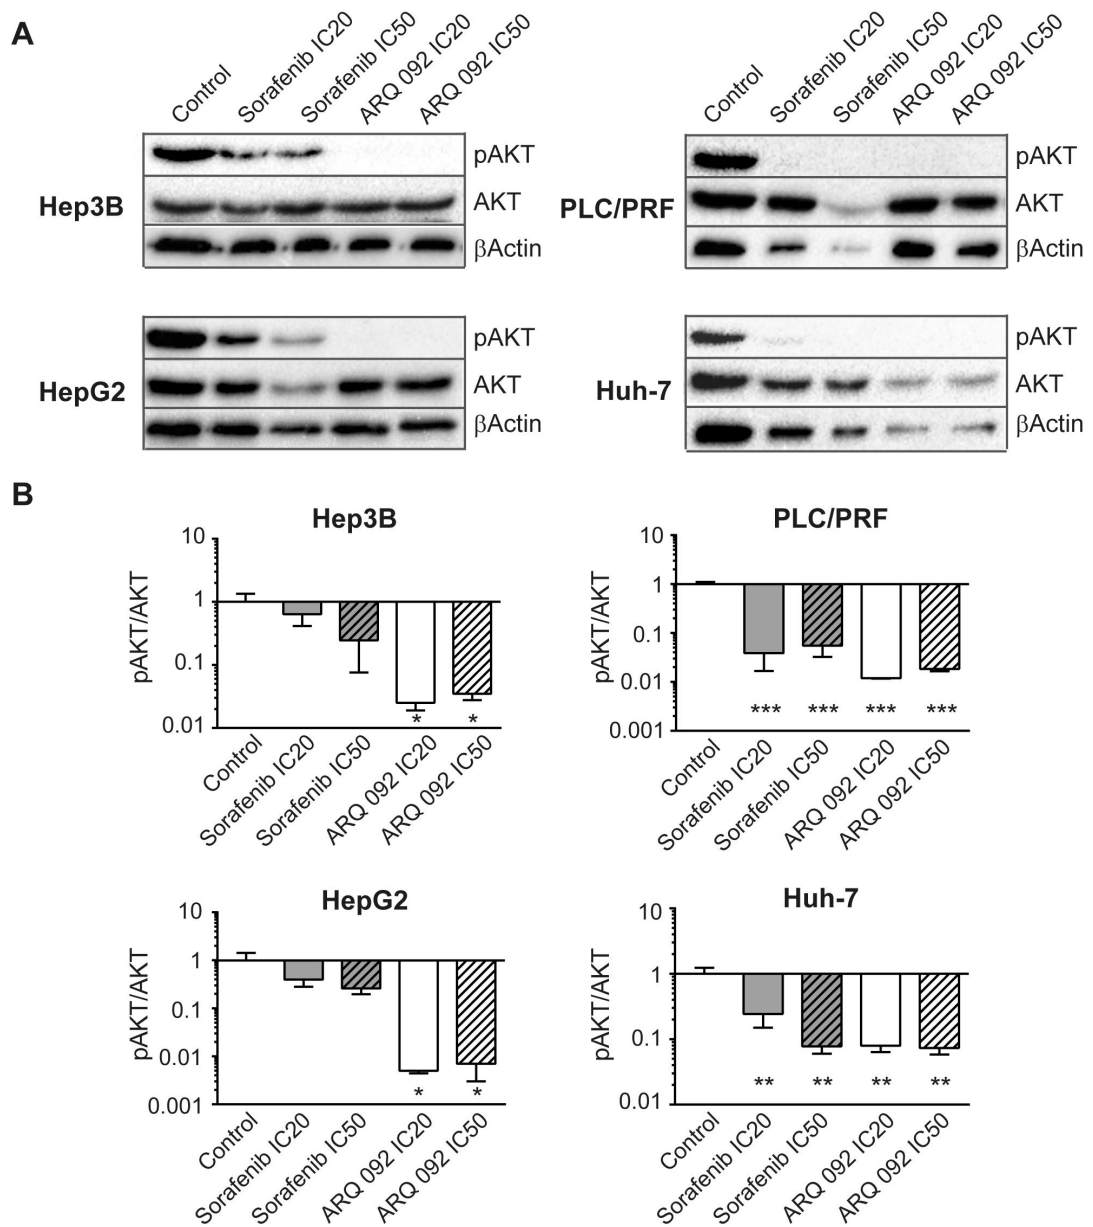 A
Control
Sorafenib IC20
Sorafenib IC50
ARQ 092 IC20
ARQ 092 IC50
Hep3B
pAKT
AKT
βActin
Control
Sorafenib IC20
Sorafenib IC50
ARQ 092 IC20
ARQ 092 IC50
PLC/PRF
pAKT
AKT
βActin
HepG2
pAKT
AKT
βActin
Huh-7
pAKT
AKT
βActin
B
Hep3B
pAKT/AKT
10
1
0.1
0.01
* *
Control
Sorafenib IC20
Sorafenib IC50
ARQ 092 IC20
ARQ 092 IC50
PLC/PRF
pAKT/AKT
10
1
0.1
0.01
0.001
*** *** *** ***
Control
Sorafenib IC20
Sorafenib IC50
ARQ 092 IC20
ARQ 092 IC50
HepG2
pAKT/AKT
10
1
0.1
0.01
0.001
* *
Control
Sorafenib IC20
Sorafenib IC50
ARQ 092 IC20
ARQ 092 IC50
Huh-7
pAKT/AKT
10
1
0.1
0.01
** ** ** **
Control
Sorafenib IC20
Sorafenib IC50
ARQ 092 IC20
ARQ 092 IC50